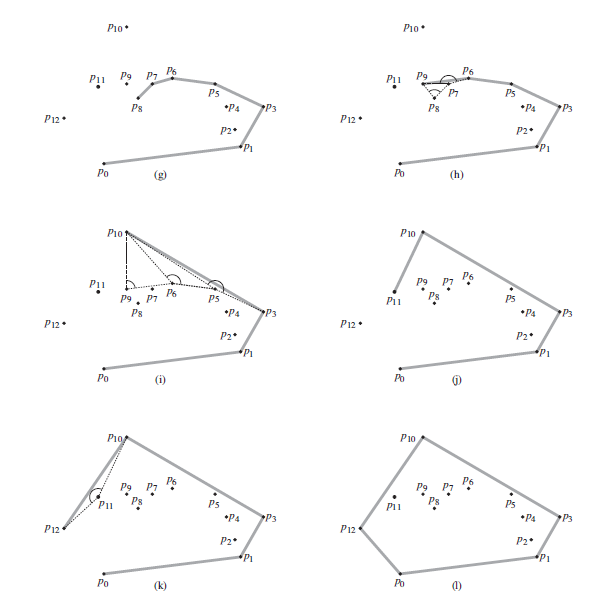 p10 p10
p11 p9 p7 p6 p11 p9 p6
p8 p5 p7 p5
p8
p12 p4 p3 p12 p4 p3
p2 p2
p1 p1
p0 p0
(g) (h)
p10 p10
p11 p9 p7 p6 p5 p11 p9 p7 p6 p5
p8 p8
p12 p4 p3 p12 p4 p3
p2 p2
p1 p1
p0 p0
(i) (j)
p10 p10
p11 p9 p7 p6 p5 p11 p9 p7 p6 p5
p8 p8
p12 p4 p3 p12 p4 p3
p2 p2
p1 p1
p0 p0
(k) (l)